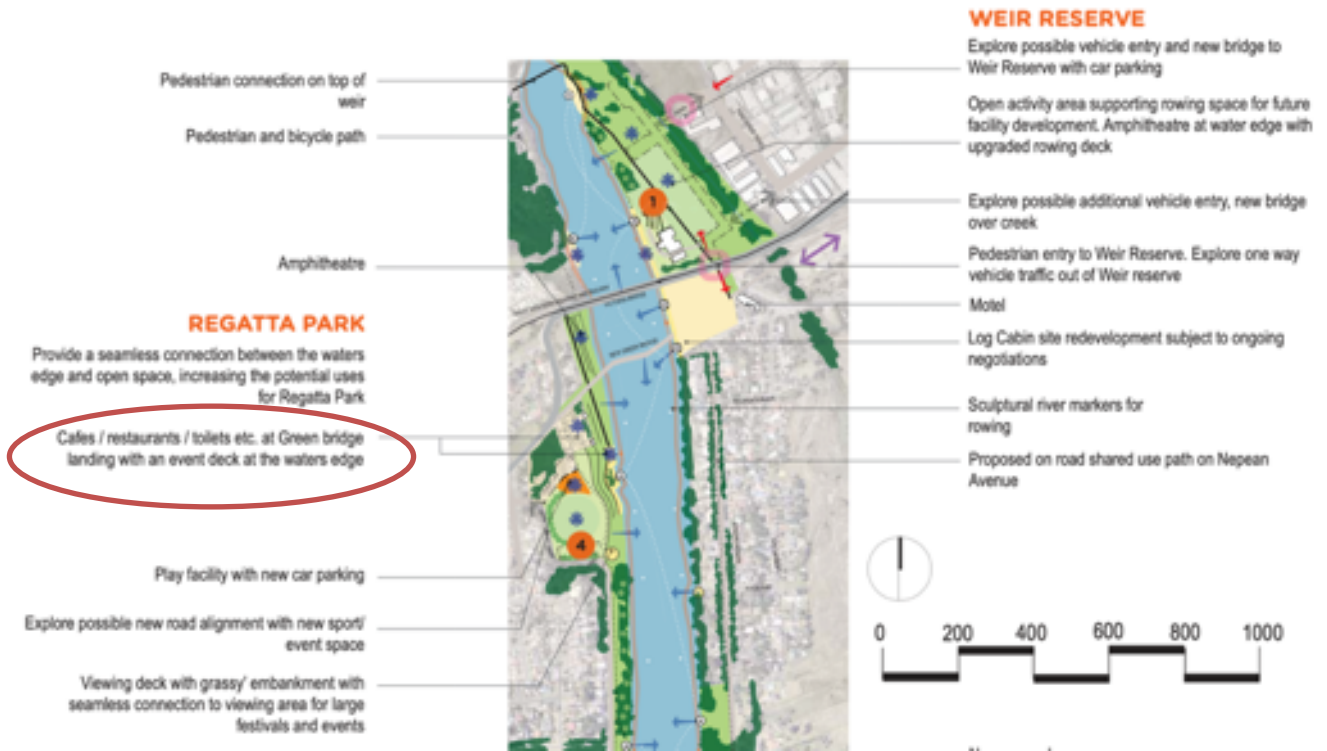 WEIR RESERVE
Explore possible vehicle entry and new bridge to
Weir Reserve with car parking
Open activity area supporting rowing space for future
facility development. Amphitheatre at water edge with
upgraded rowing deck
Explore possible additional vehicle entry, new bridge
over creek
Pedestrian entry to Weir Reserve. Explore one way
vehicle traffic out of Weir reserve
Motel
Log Cabin site redevelopment subject to ongoing
negotiations
Sculptural river markers for
rowing
Proposed on road shared use path on Nepean
Avenue
Pedestrian connection on top of
weir
Pedestrian and bicycle path
Amphitheatre
REGATTA PARK
Provide a seamless connection between the waters
edge and open space, increasing the potential uses
for Regatta Park
Cafes / restaurants / toilets etc. at Green bridge
landing with an event deck at the waters edge
Play facility with new car parking
Explore possible new road alignment with new sport/
event space
Viewing deck with grassy' embankment with
seamless connection to viewing area for large
festivals and events
1
4
0 200 400 600 800 1000